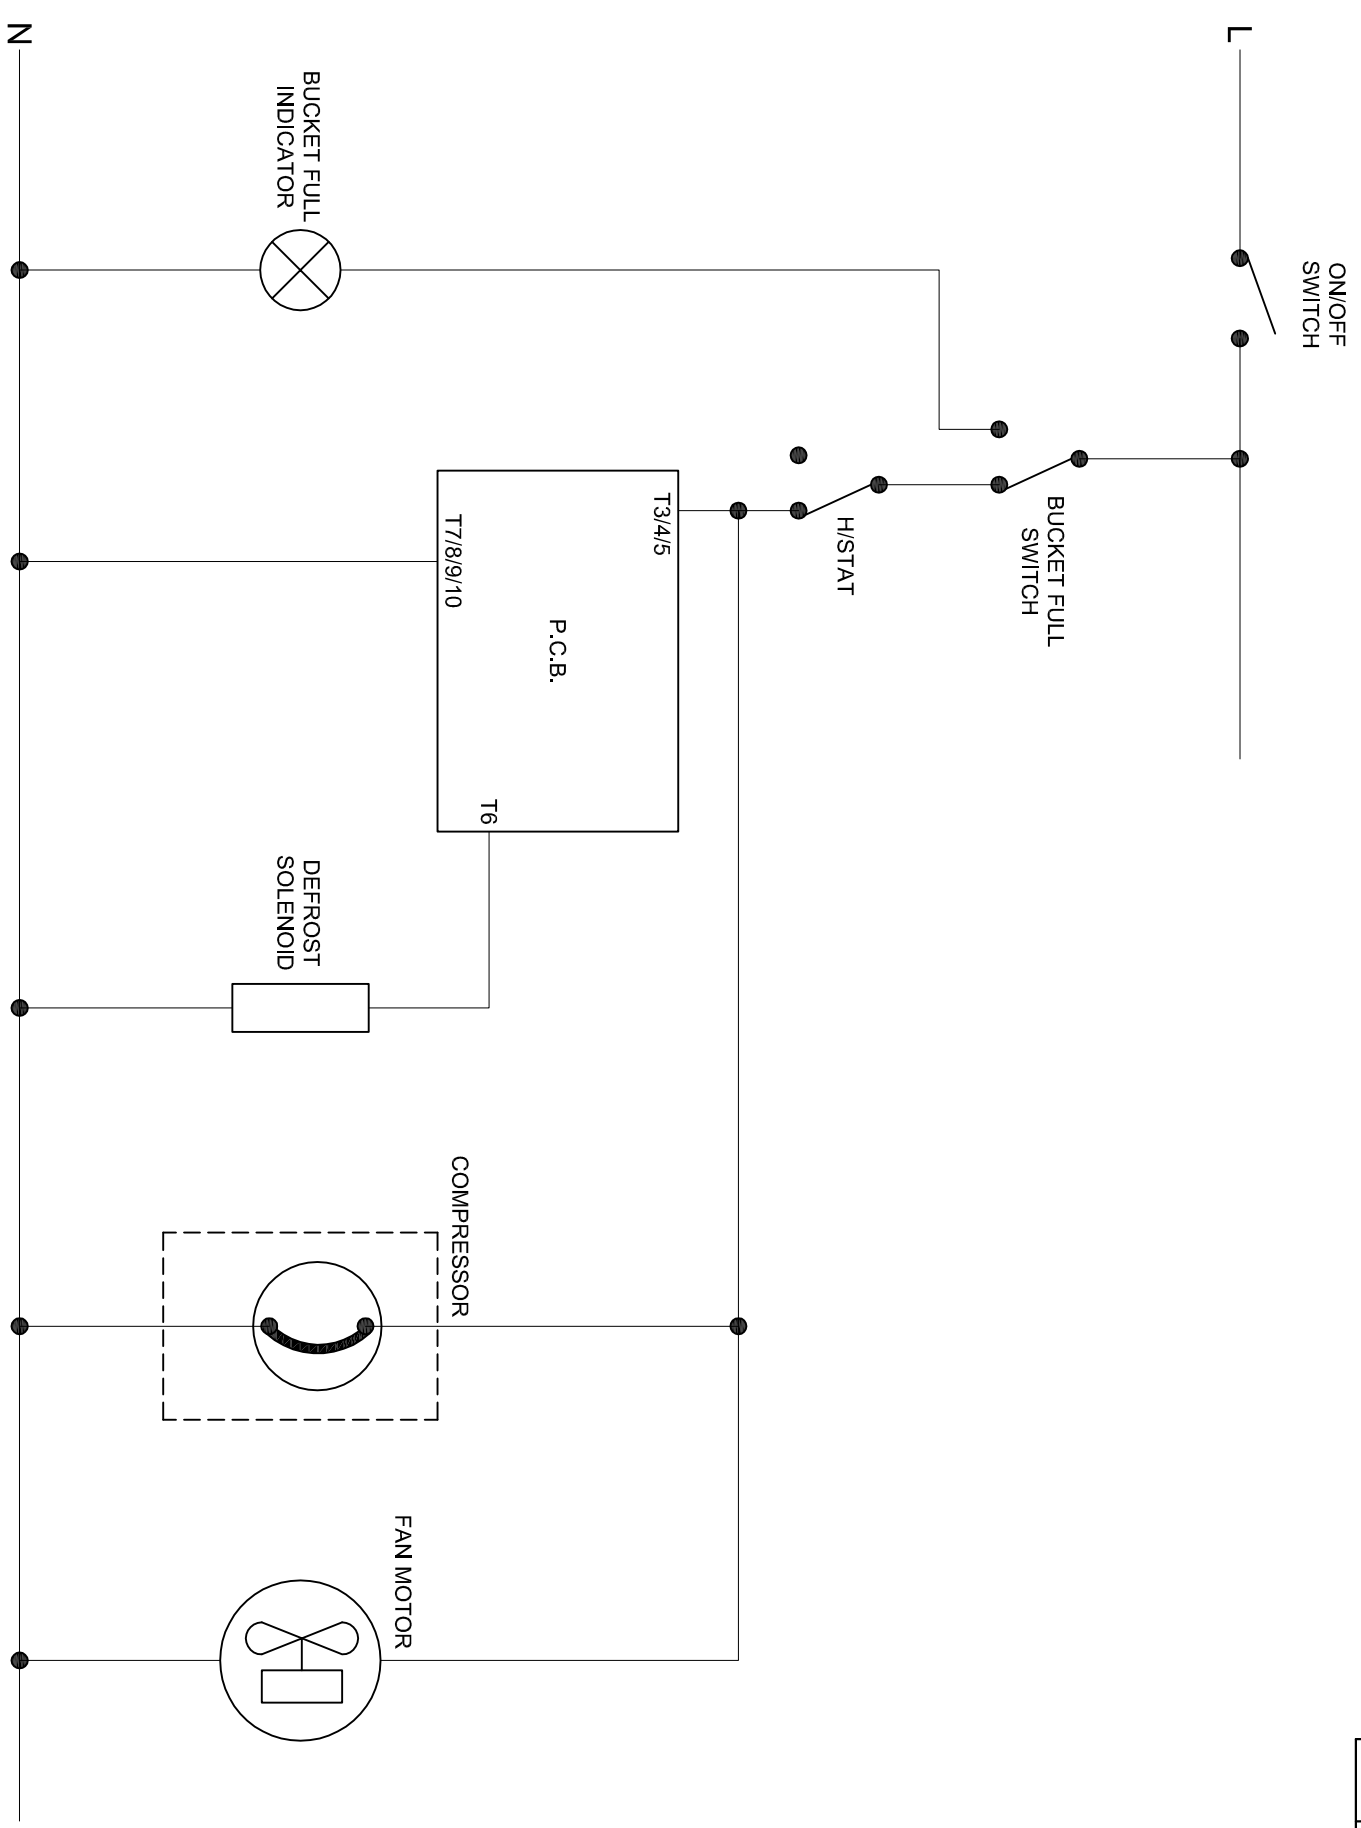 L
ON/OFF
SWITCH
BUCKET FULL
SWITCH
H/STAT
T3/4/5
P.C.B.
T7/8/9/10
T6
BUCKET FULL
INDICATOR
DEFROST
SOLENOID
COMPRESSOR
FAN MOTOR
N